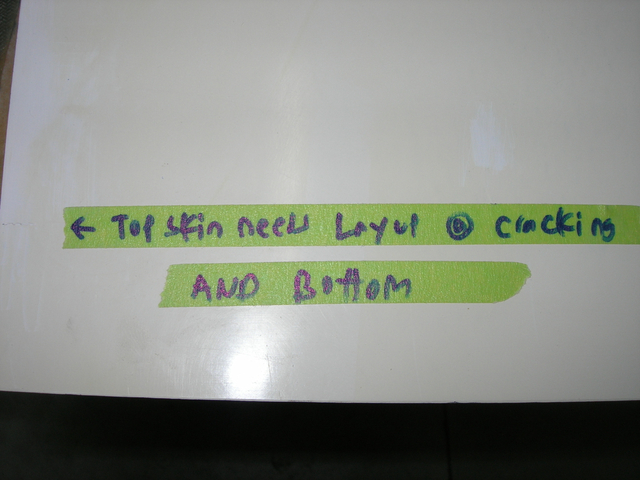 ← Top skin needs Layup @ cracking
AND Bottom